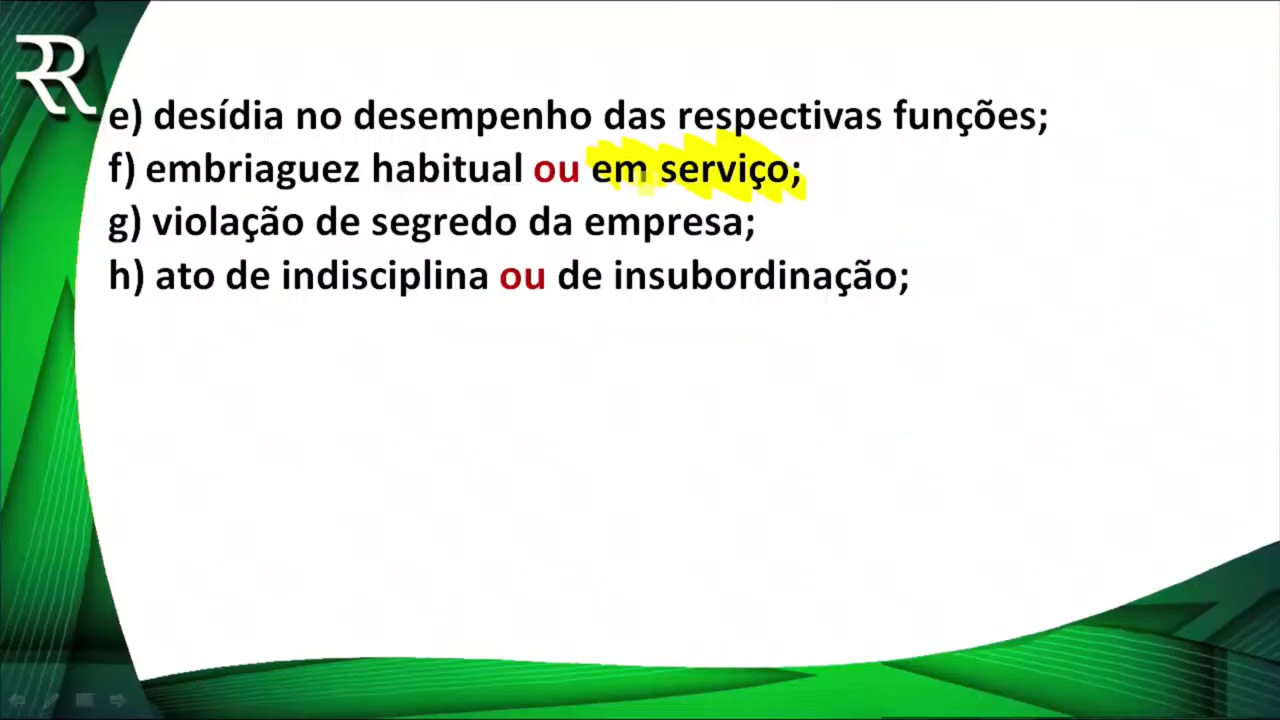 RR
e) desídia no desempenho das respectivas funções;
f) embriaguez habitual ou em serviço;
g) violação de segredo da empresa;
h) ato de indisciplina ou de insubordinação;